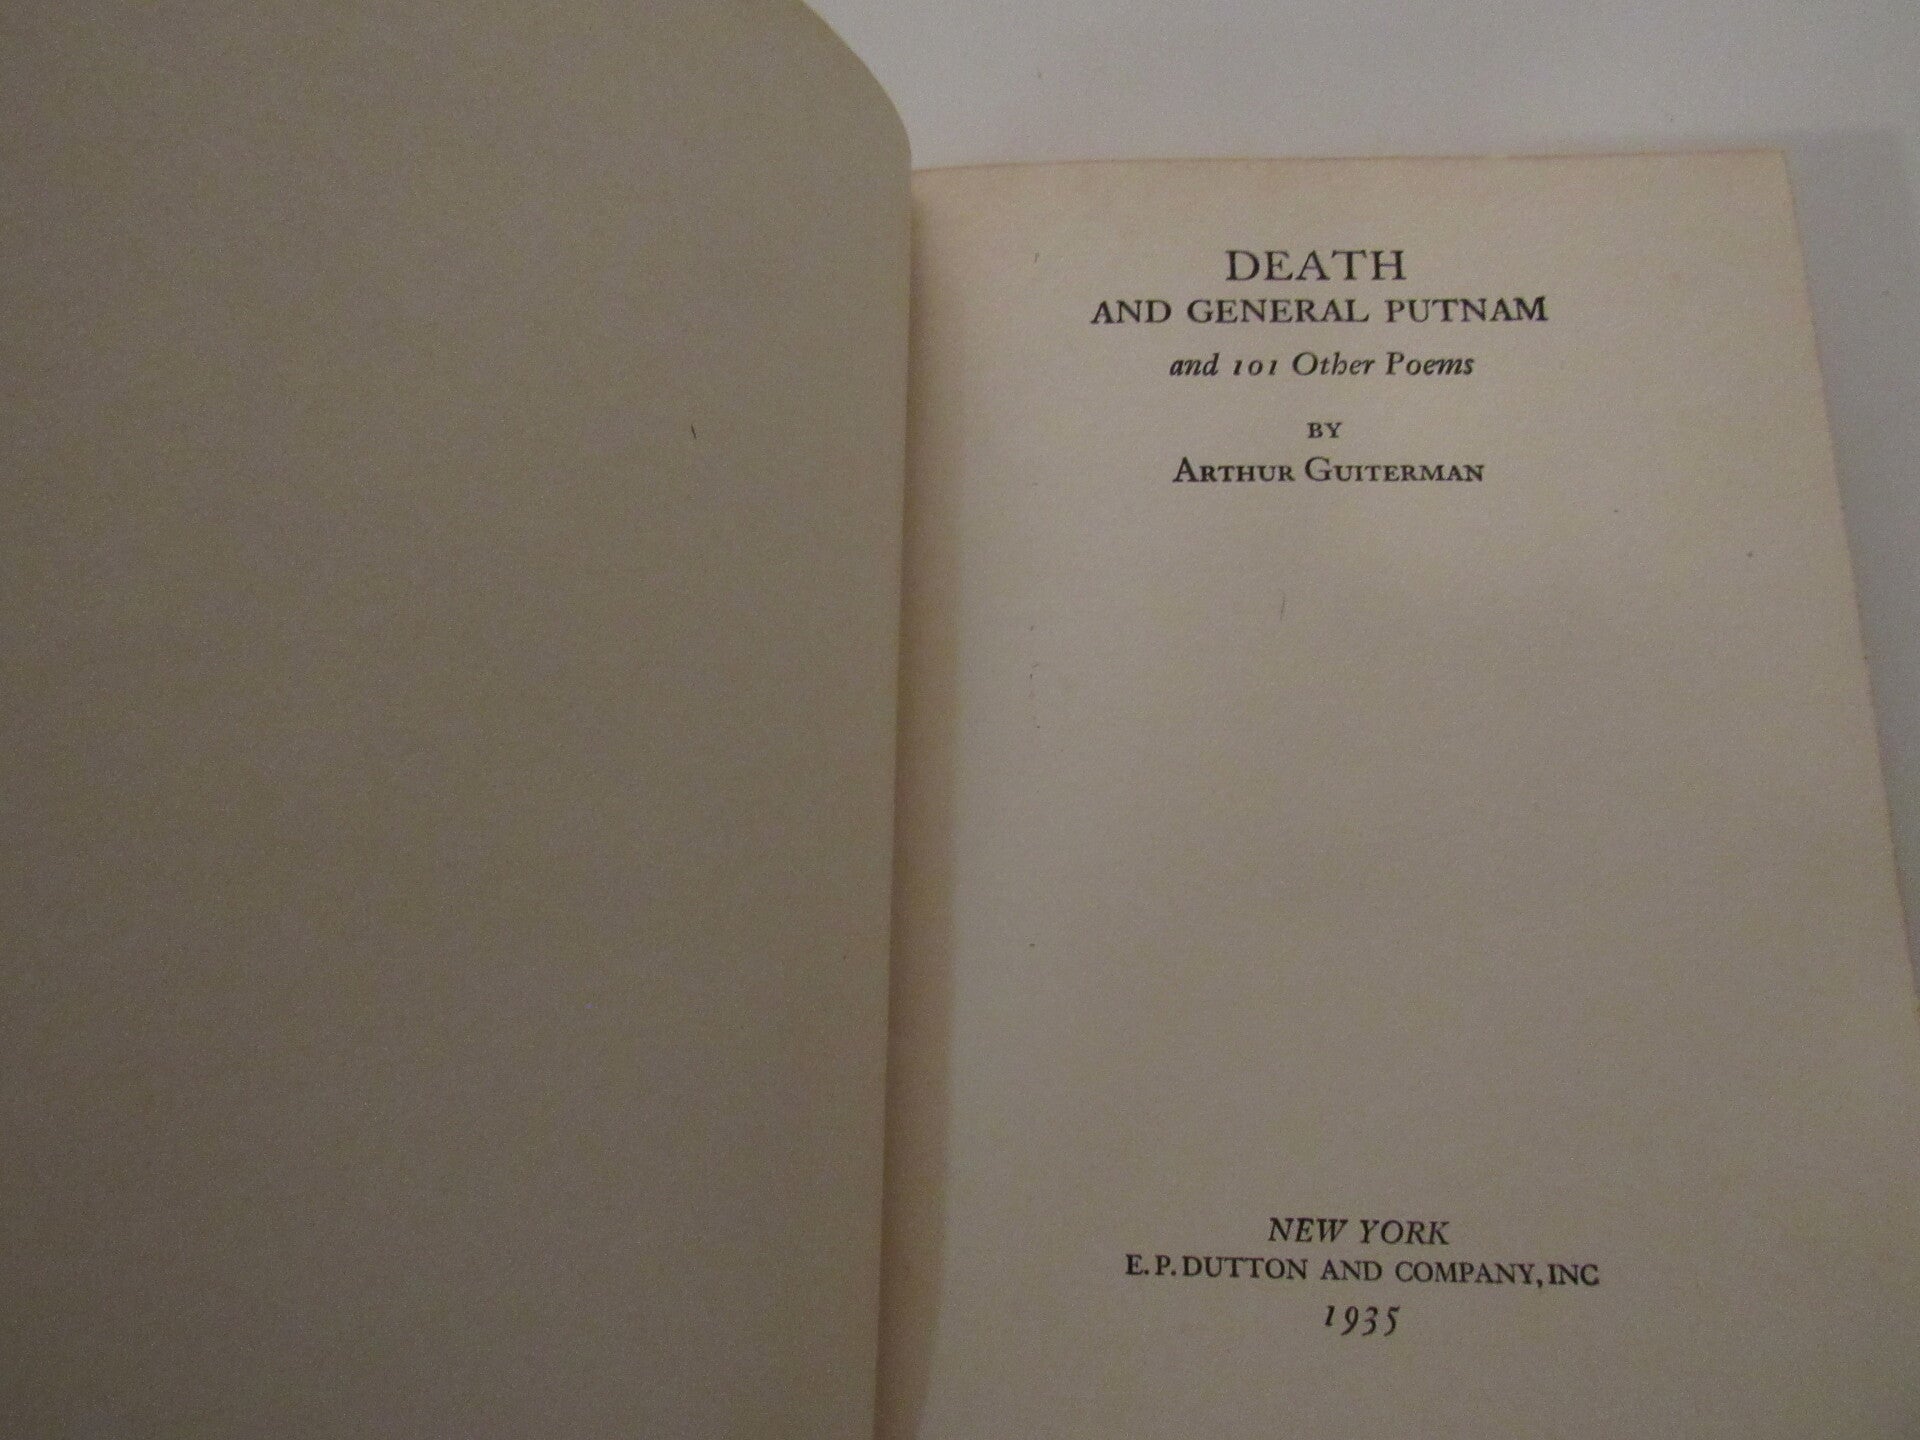 DEATH
AND GENERAL PUTNAM
and 101 Other Poems
BY
ARTHUR GUITERMAN
NEW YORK
E. P. DUTTON AND COMPANY, INC
1935